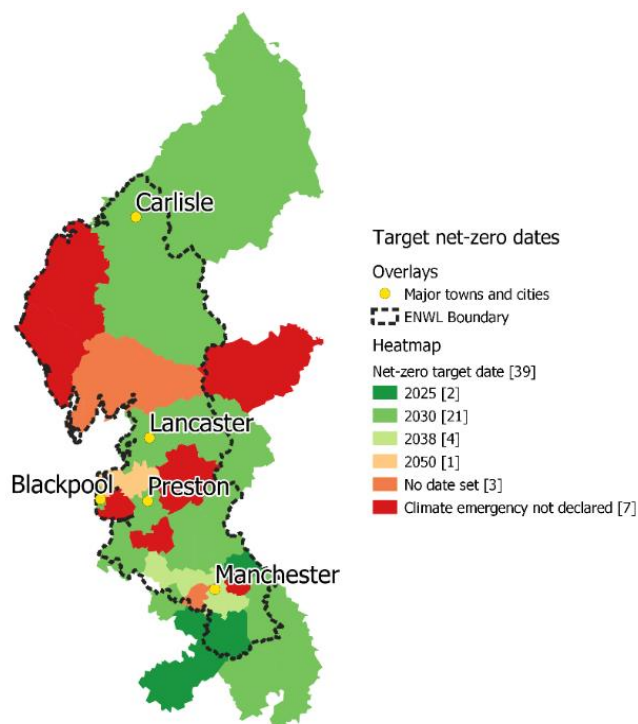 Carlisle
Lancaster
Blackpool
Preston
Manchester
Target net-zero dates
Overlays
Major towns and cities
ENWL Boundary
Heatmap
Net-zero target date [39]
2025 [2]
2030 [21]
2038 [4]
2050 [1]
No date set [3]
Climate emergency not declared [7]